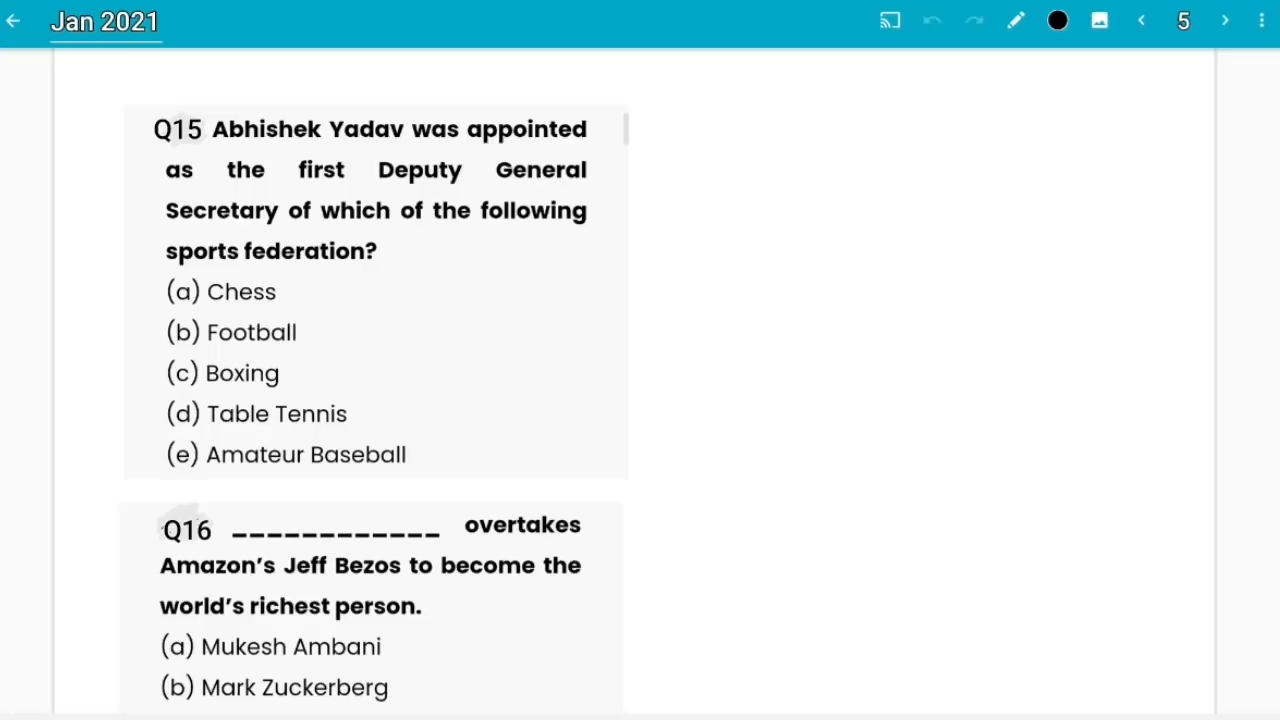 Jan 2021
5
Q15 Abhishek Yadav was appointed
as the first Deputy General
Secretary of which of the following
sports federation?
(a) Chess
(b) Football
(c) Boxing
(d) Table Tennis
(e) Amateur Baseball
Q16 ____________ overtakes
Amazon's Jeff Bezos to become the
world's richest person.
(a) Mukesh Ambani
(b) Mark Zuckerberg